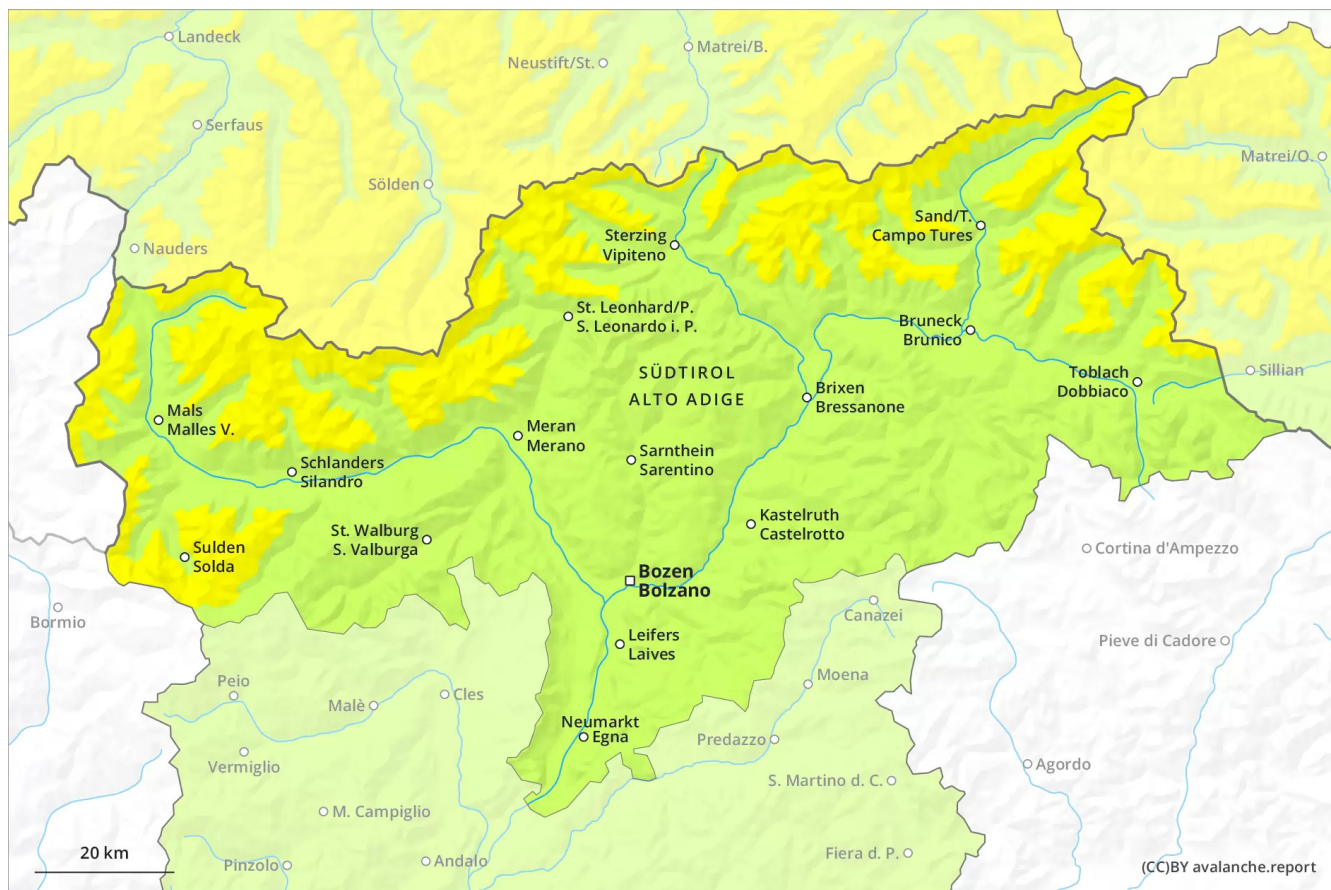 Landeck
Matrei/B.
Neustift/St.
Serfaus
Matrei/O.
Sölden
Sand/T.
Campo Tures
Nauders
Sterzing
Vipiteno
St. Leonhard/P.
S. Leonardo i. P.
Bruneck
Brunico
SÜDTIROL
ALTO ADIGE
Toblach
Dobbiaco
Sillian
Brixen
Bressanone
Mals
Malles V.
Meran
Merano
Schlanders
Silandro
Sarnthein
Sarentino
Kastelruth
Castelrotto
St. Walburg
S. Valburga
Sulden
Solda
Cortina d'Ampezzo
Bozen
Bolzano
Bormio
Canazei
Leifers
Laives
Pieve di Cadore
Peio
Malè
Cles
Moena
Neumarkt
Egna
Predazzo
Vermiglio
Agordo
S. Martino d. C.
M. Campiglio
20 km
Pinzolo
Andalo
Fiera d. P.
(CC)BY avalanche.report